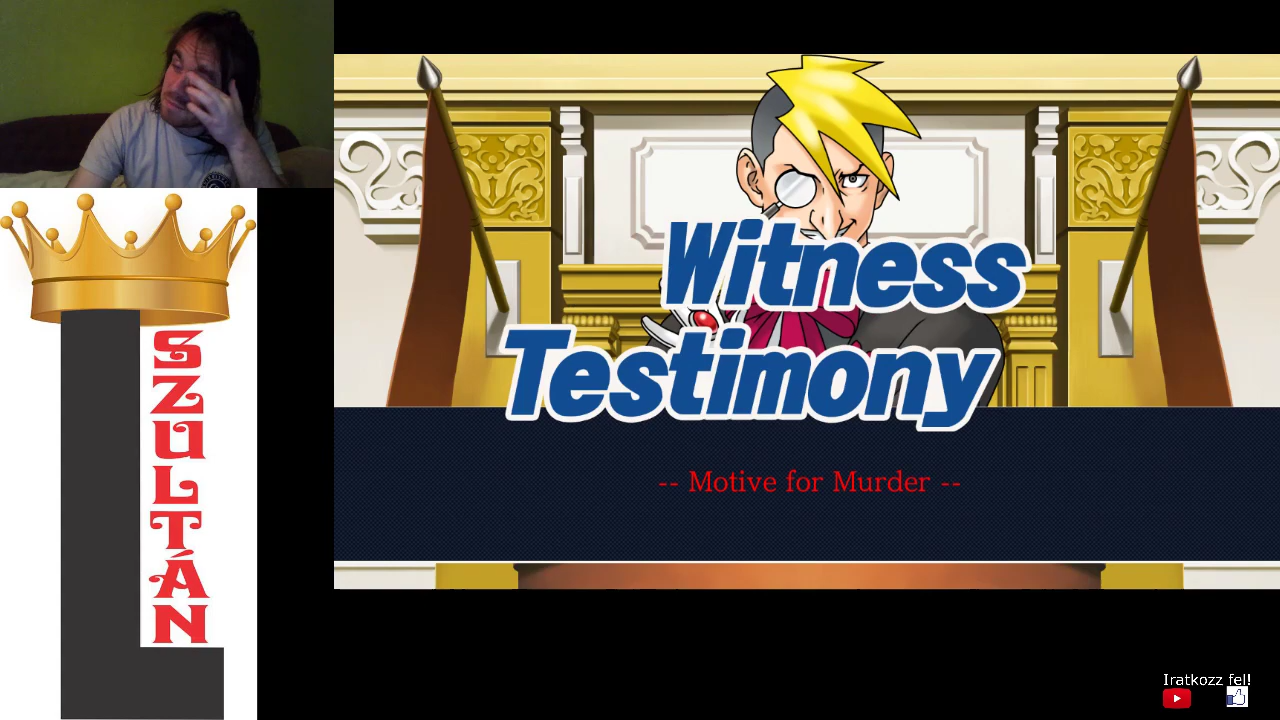 Witness
Testimony
-- Motive for Murder --
L SZULTÁN
Iratkozz fel!